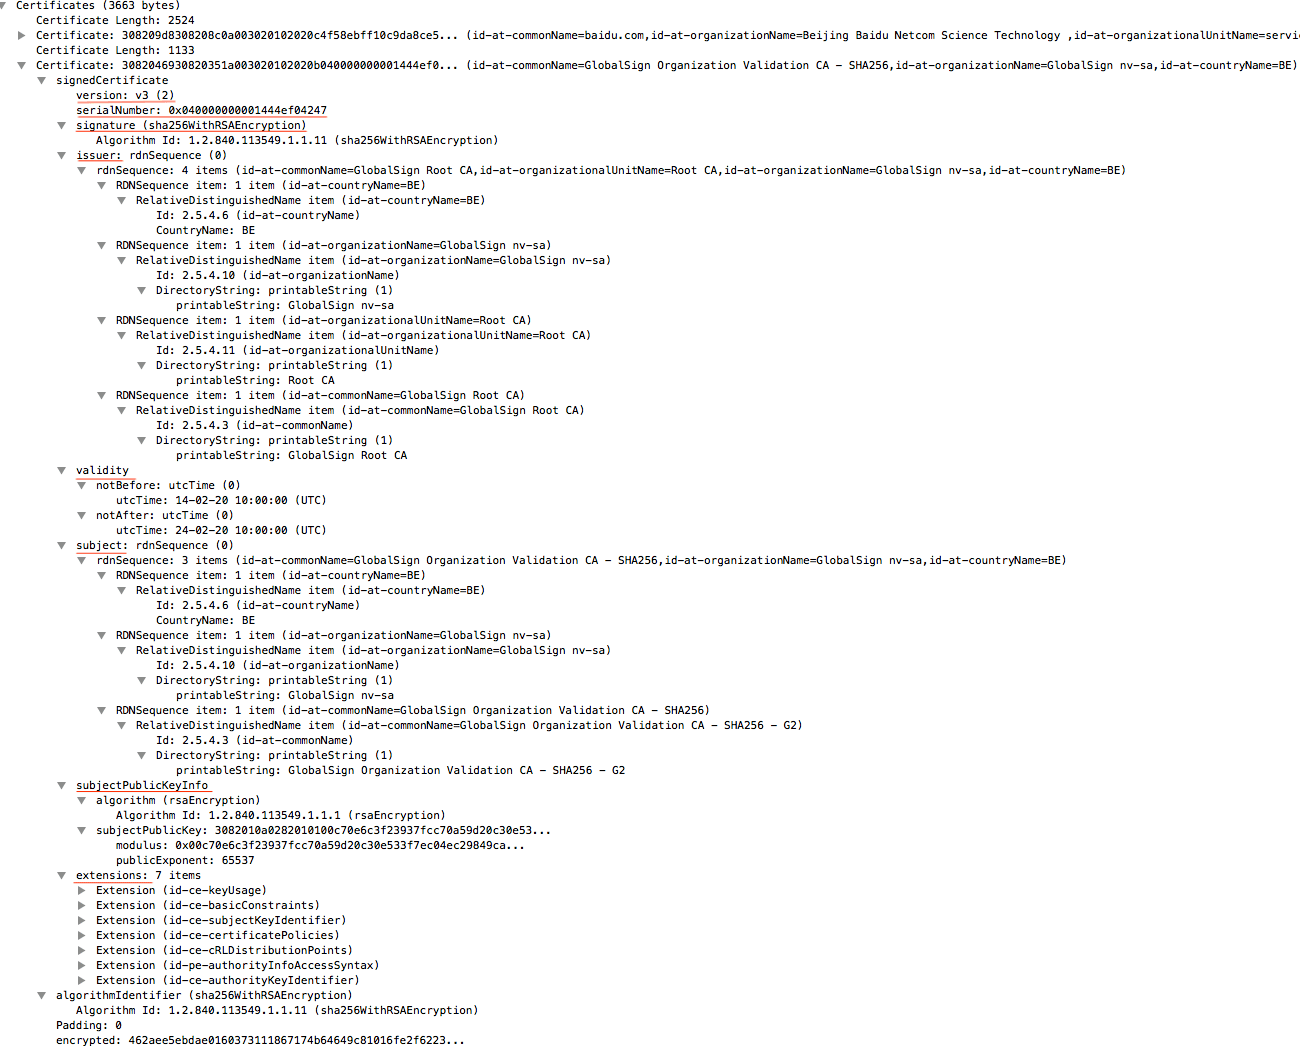 Certificates (3663 bytes)
Certificate Length: 2524
Certificate: 308209d8308208c0a003020102020c4f58ebff10c9da8ce5... (id-at-commonName=baidu.com,id-at-organizationName=Beijing Baidu Netcom Science Technology ,id-at-organizationalUnitName=servi
Certificate Length: 1133
Certificate: 3082046930820351a003020102020b040000000001444ef0... (id-at-commonName=GlobalSign Organization Validation CA - SHA256,id-at-organizationName=GlobalSign nv-sa,id-at-countryName=BE)
signedCertificate
version: v3 (2)
serialNumber: 0x040000000001444ef04247
signature (sha256WithRSAEncryption)
Algorithm Id: 1.2.840.113549.1.1.11 (sha256WithRSAEncryption)
issuer: rdnSequence (0)
rdnSequence: 4 items (id-at-commonName=GlobalSign Root CA,id-at-organizationalUnitName=Root CA,id-at-organizationName=GlobalSign nv-sa,id-at-countryName=BE)
RDNSequence item: 1 item (id-at-countryName=BE)
RelativeDistinguishedName item (id-at-countryName=BE)
Id: 2.5.4.6 (id-at-countryName)
CountryName: BE
RDNSequence item: 1 item (id-at-organizationName=GlobalSign nv-sa)
RelativeDistinguishedName item (id-at-organizationName=GlobalSign nv-sa)
Id: 2.5.4.10 (id-at-organizationName)
DirectoryString: printableString (1)
printableString: GlobalSign nv-sa
RDNSequence item: 1 item (id-at-organizationalUnitName=Root CA)
RelativeDistinguishedName item (id-at-organizationalUnitName=Root CA)
Id: 2.5.4.11 (id-at-organizationalUnitName)
DirectoryString: printableString (1)
printableString: Root CA
RDNSequence item: 1 item (id-at-commonName=GlobalSign Root CA)
RelativeDistinguishedName item (id-at-commonName=GlobalSign Root CA)
Id: 2.5.4.3 (id-at-commonName)
DirectoryString: printableString (1)
printableString: GlobalSign Root CA
validity
notBefore: utcTime (0)
utcTime: 14-02-20 10:00:00 (UTC)
notAfter: utcTime (0)
utcTime: 24-02-20 10:00:00 (UTC)
subject: rdnSequence (0)
rdnSequence: 3 items (id-at-commonName=GlobalSign Organization Validation CA - SHA256,id-at-organizationName=GlobalSign nv-sa,id-at-countryName=BE)
RDNSequence item: 1 item (id-at-countryName=BE)
RelativeDistinguishedName item (id-at-countryName=BE)
Id: 2.5.4.6 (id-at-countryName)
CountryName: BE
RDNSequence item: 1 item (id-at-organizationName=GlobalSign nv-sa)
RelativeDistinguishedName item (id-at-organizationName=GlobalSign nv-sa)
Id: 2.5.4.10 (id-at-organizationName)
DirectoryString: printableString (1)
printableString: GlobalSign nv-sa
RDNSequence item: 1 item (id-at-commonName=GlobalSign Organization Validation CA - SHA256)
RelativeDistinguishedName item (id-at-commonName=GlobalSign Organization Validation CA - SHA256 - G2)
Id: 2.5.4.3 (id-at-commonName)
DirectoryString: printableString (1)
printableString: GlobalSign Organization Validation CA - SHA256 - G2
subjectPublicKeyInfo
algorithm (rsaEncryption)
Algorithm Id: 1.2.840.113549.1.1.1 (rsaEncryption)
subjectPublicKey: 3082010a0282010100c70e6c3f23937fcc70a59d20c30e53...
modulus: 0x00c70e6c3f23937fcc70a59d20c30e533f7ec04ec29849ca...
publicExponent: 65537
extensions: 7 items
Extension (id-ce-keyUsage)
Extension (id-ce-basicConstraints)
Extension (id-ce-subjectKeyIdentifier)
Extension (id-ce-certificatePolicies)
Extension (id-ce-cRLDistributionPoints)
Extension (id-pe-authorityInfoAccessSyntax)
Extension (id-ce-authorityKeyIdentifier)
algorithmIdentifier (sha256WithRSAEncryption)
Algorithm Id: 1.2.840.113549.1.1.11 (sha256WithRSAEncryption)
Padding: 0
encrypted: 462aee5ebdae0160373111867174b64649c81016fe2f6223...